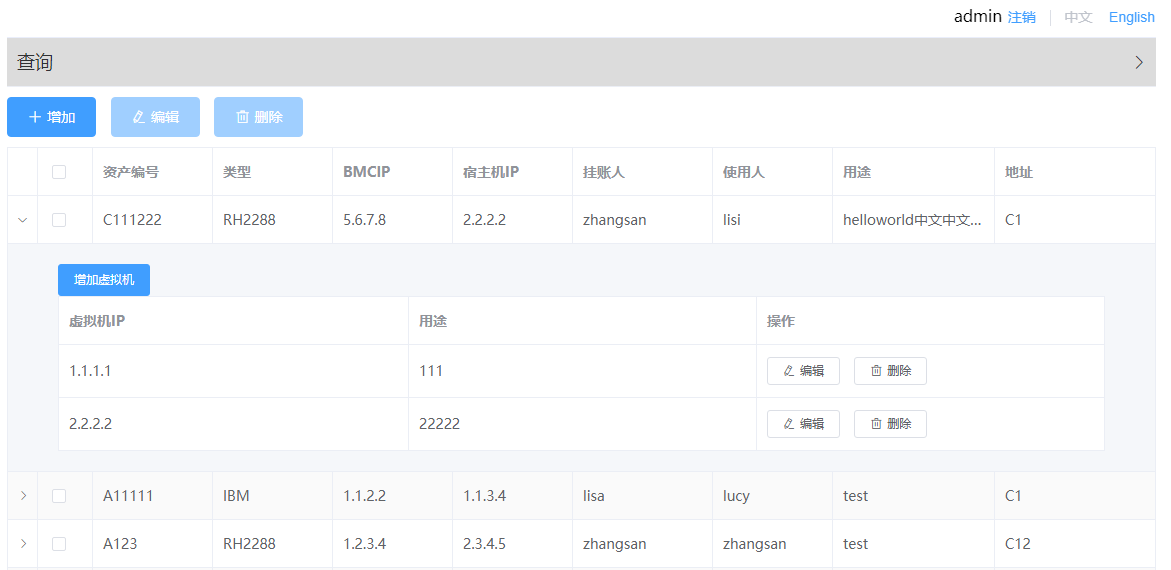 admin 注销 中文 English
查询
增加 编辑 删除
资产编号 类型 BMCIP 宿主机IP 挂账人 使用人 用途 地址
C111222 RH2288 5.6.7.8 2.2.2.2 zhangsan lisi helloworld中文中文... C1
增加虚拟机
虚拟机IP 用途 操作
1.1.1.1 111 编辑 删除
2.2.2.2 22222 编辑 删除
A11111 IBM 1.1.2.2 1.1.3.4 lisa lucy test C1
A123 RH2288 1.2.3.4 2.3.4.5 zhangsan zhangsan test C12